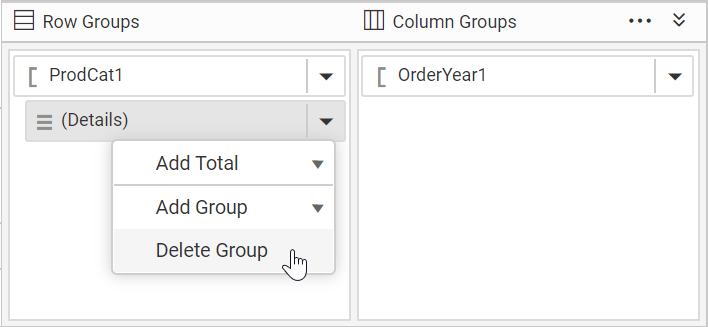 Row Groups
Column Groups
ProdCat1
OrderYear1
(Details)
Add Total
Add Group
Delete Group